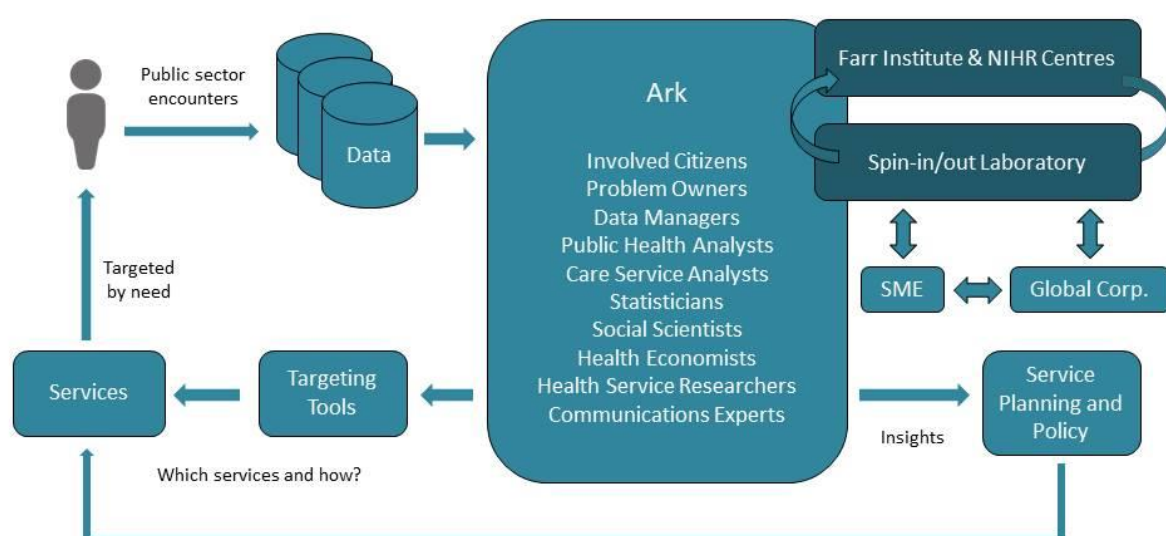 Public sector
encounters
Data
Ark
Involved Citizens
Problem Owners
Data Managers
Public Health Analysts
Care Service Analysts
Statisticians
Social Scientists
Health Economists
Health Service Researchers
Communications Experts
Farr Institute & NIHR Centres
Spin-in/out Laboratory
SME
Global Corp.
Targeted
by need
Services
Targeting
Tools
Which services and how?
Insights
Service
Planning and
Policy